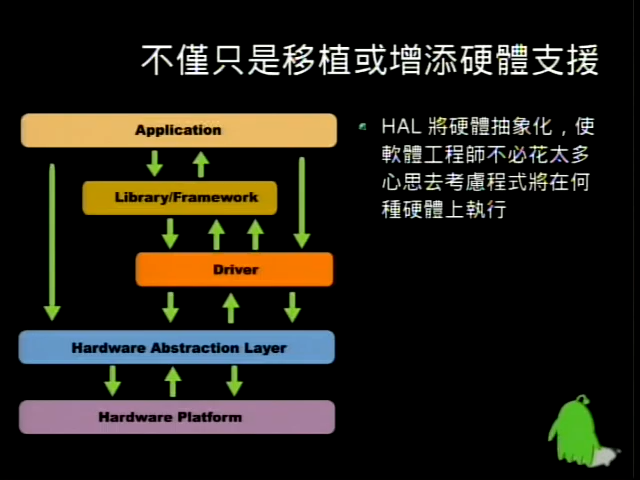 不僅只是移植或增添硬體支援
Application
Library/Framework
Driver
Hardware Abstraction Layer
Hardware Platform
HAL 將硬體抽象化，使
軟體工程師不必花太多
心思去考慮程式將在何
種硬體上執行